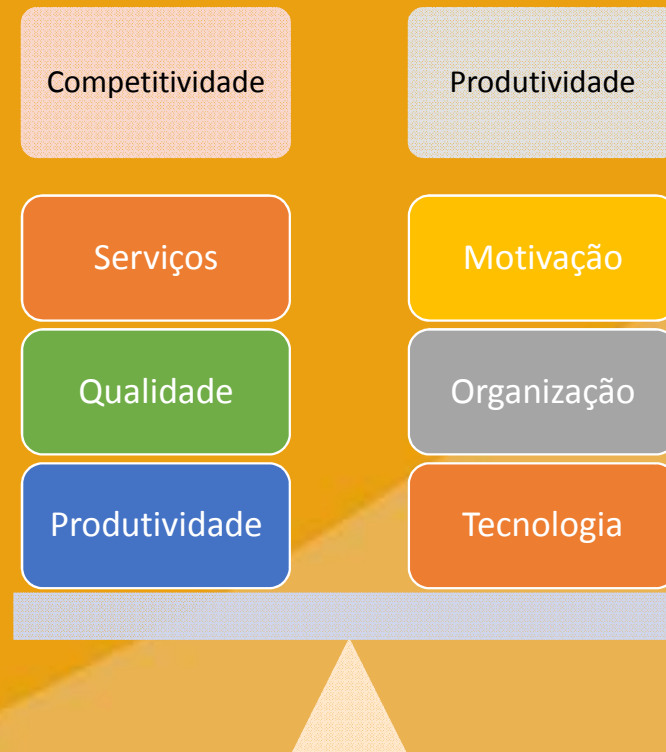 Competitividade
Produtividade
Serviços
Motivação
Qualidade
Organização
Produtividade
Tecnologia